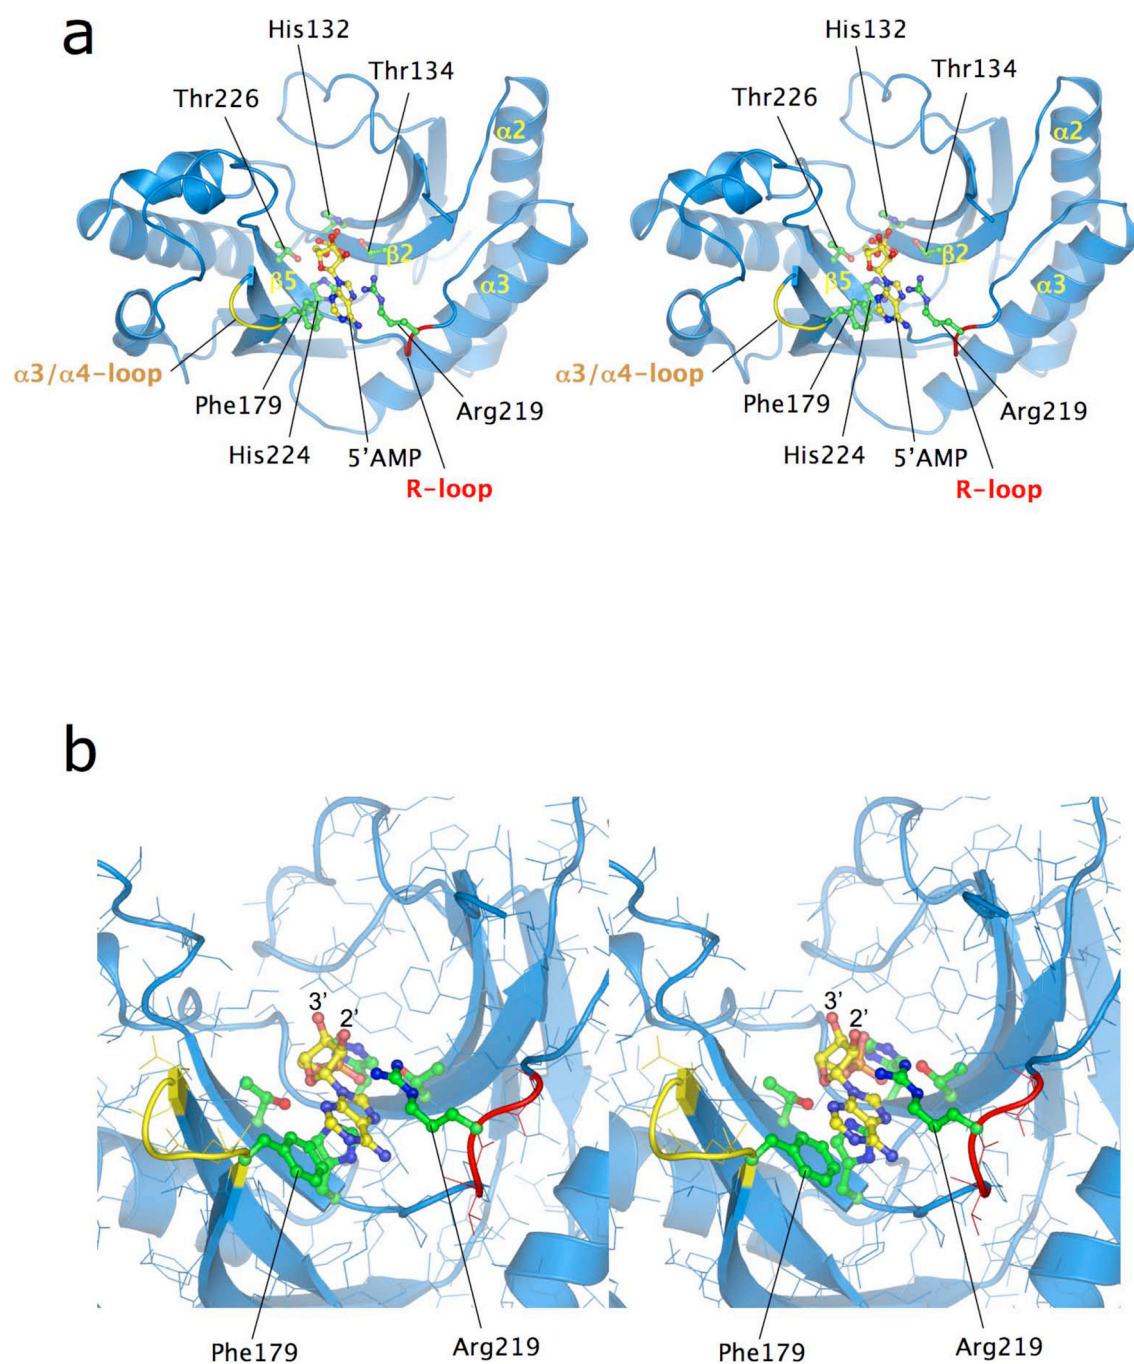 a
His132
Thr134
Thr226
α2
β2
β5
α3
α3/α4-loop
Phe179
Arg219
His224
5’AMP
R-loop
His132
Thr134
Thr226
α2
β2
β5
α3
α3/α4-loop
Phe179
Arg219
His224
5’AMP
R-loop
b
3’
2’
3’
2’
Phe179
Arg219
Phe179
Arg219